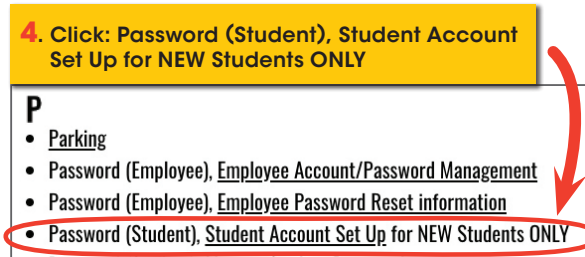 4. Click: Password (Student), Student Account
Set Up for NEW Students ONLY
P
• Parking
• Password (Employee), Employee Account/Password Management
• Password (Employee), Employee Password Reset information
• Password (Student), Student Account Set Up for NEW Students ONLY